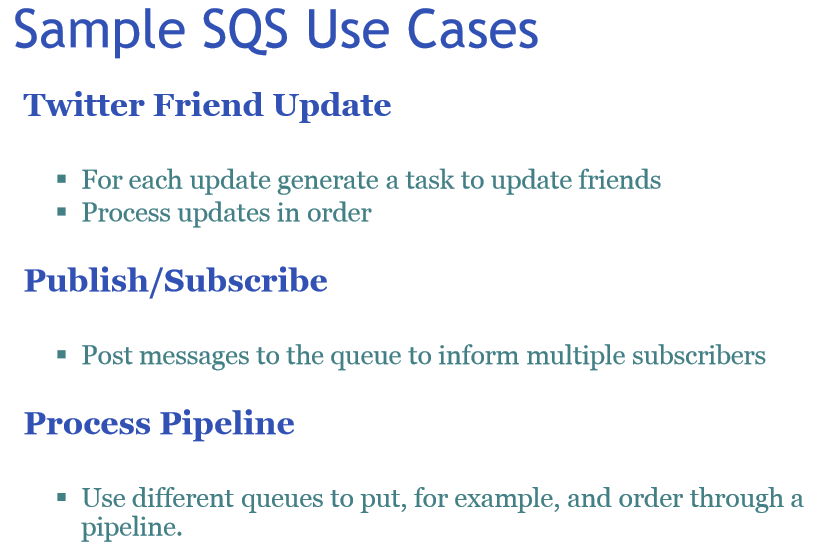 Sample SQS Use Cases
Twitter Friend Update
▪ For each update generate a task to update friends
▪ Process updates in order
Publish/Subscribe
▪ Post messages to the queue to inform multiple subscribers
Process Pipeline
▪ Use different queues to put, for example, and order through a
pipeline.